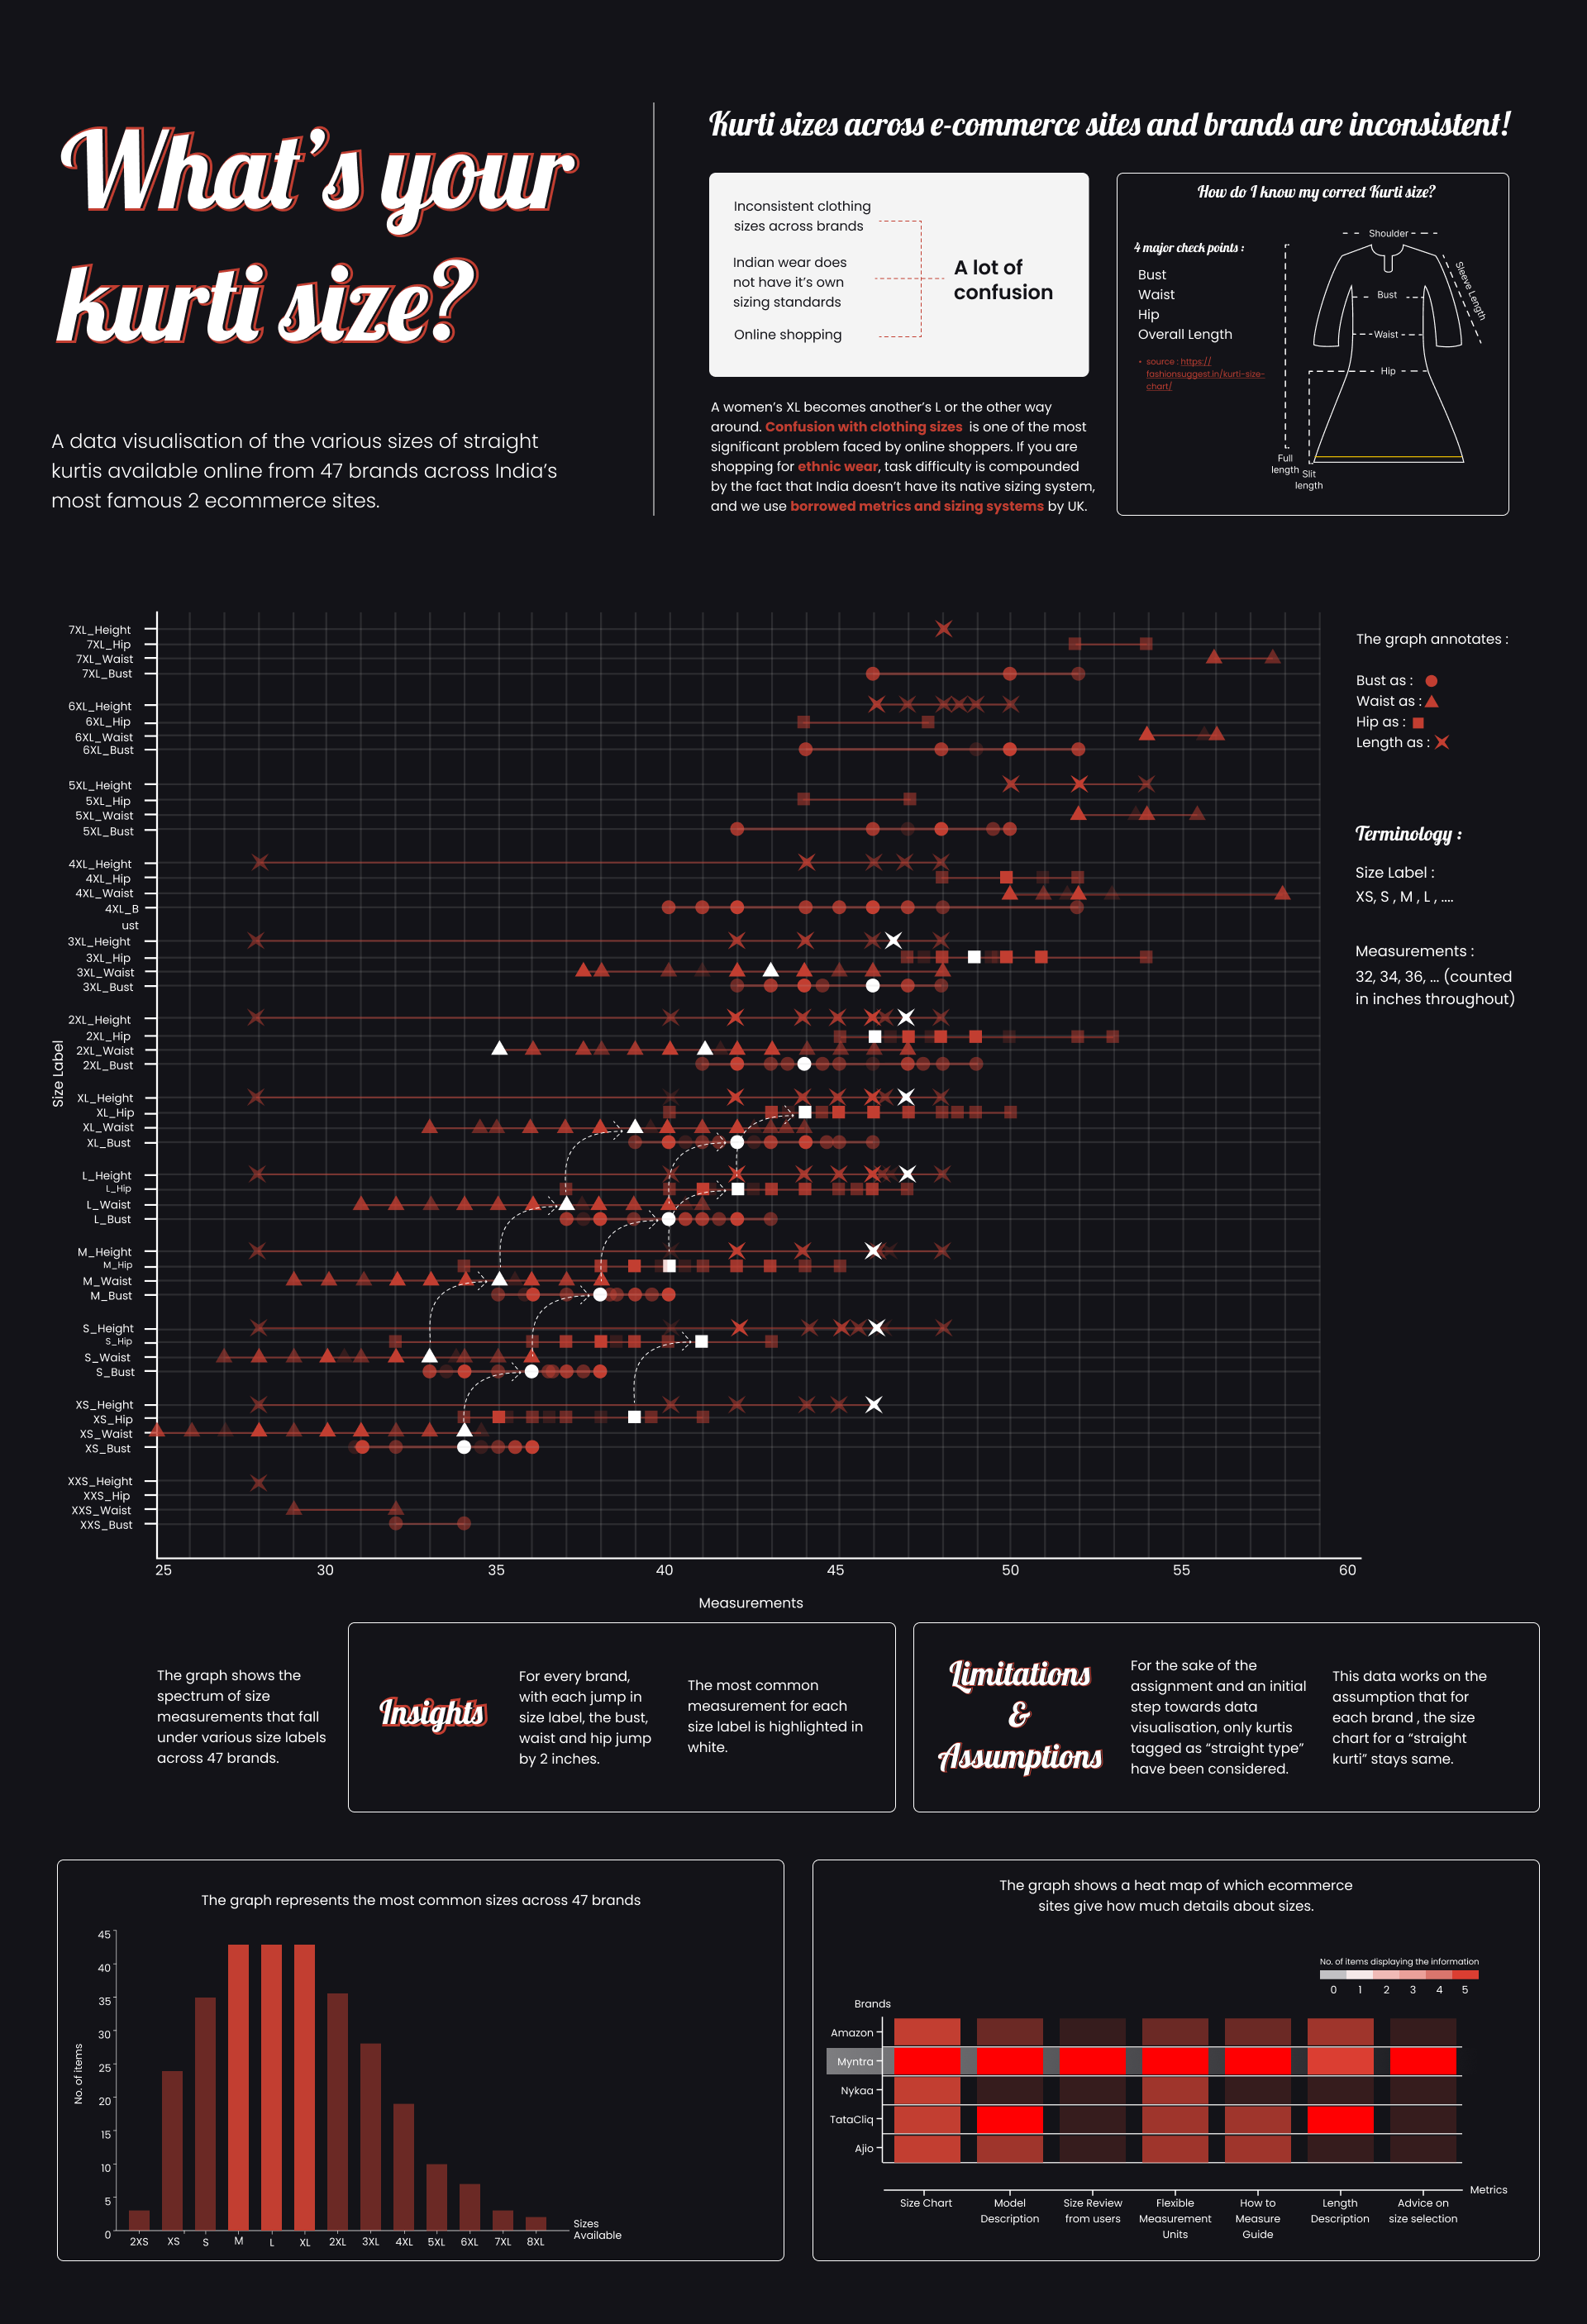 What's your
kurti size?
A data visualisation of the various sizes of straight
kurtis available online from 47 brands across India's
most famous 2 ecommerce sites.
Kurti sizes across e-commerce sites and brands are inconsistent!
Inconsistent clothing
sizes across brands
Indian wear does
not have it's own
sizing standards
Online shopping
A lot of
confusion
A women's XL becomes another's L or the other way
around. Confusion with clothing sizes is one of the most
significant problem faced by online shoppers. If you are
shopping for ethnic wear, task difficulty is compounded
by the fact that India doesn't have its native sizing system,
and we use borrowed metrics and sizing systems by UK.
How do I know my correct Kurti size?
4 major check points :
Bust
Waist
Hip
Overall Length
• source : https://
fashionsuggest.in/kurti-size-
chart/
Shoulder
Sleeve Length
Bust
Waist
Hip
Full
length
Slit
length
7XL_Height
7XL_Hip
7XL_Waist
7XL_Bust
6XL_Height
6XL_Hip
6XL_Waist
6XL_Bust
5XL_Height
5XL_Hip
5XL_Waist
5XL_Bust
4XL_Height
4XL_Hip
4XL_Waist
4XL_B
ust
3XL_Height
3XL_Hip
3XL_Waist
3XL_Bust
2XL_Height
2XL_Hip
2XL_Waist
2XL_Bust
XL_Height
XL_Hip
XL_Waist
XL_Bust
L_Height
L_Hip
L_Waist
L_Bust
M_Height
M_Hip
M_Waist
M_Bust
S_Height
S_Hip
S_Waist
S_Bust
XS_Height
XS_Hip
XS_Waist
XS_Bust
XXS_Height
XXS_Hip
XXS_Waist
XXS_Bust
Size Label
25 30 35 40 45 50 55 60
Measurements
The graph annotates :
Bust as :
Waist as :
Hip as :
Length as :
Terminology :
Size Label :
XS, S , M , L , ....
Measurements :
32, 34, 36, ... (counted
in inches throughout)
The graph shows the
spectrum of size
measurements that fall
under various size labels
across 47 brands.
Insights
For every brand,
with each jump in
size label, the bust,
waist and hip jump
by 2 inches.
The most common
measurement for each
size label is highlighted in
white.
Limitations
&
Assumptions
For the sake of the
assignment and an initial
step towards data
visualisation, only kurtis
tagged as "straight type"
have been considered.
This data works on the
assumption that for
each brand , the size
chart for a "straight
kurti" stays same.
The graph represents the most common sizes across 47 brands
45
40
35
30
25
20
15
10
5
0
No. of items
2XS XS S M L XL 2XL 3XL 4XL 5XL 6XL 7XL 8XL
Sizes
Available
The graph shows a heat map of which ecommerce
sites give how much details about sizes.
No. of items displaying the information
0 1 2 3 4 5
Brands
Amazon
Myntra
Nykaa
TataCliq
Ajio
Metrics
Size Chart
Model
Description
Size Review
from users
Flexible
Measurement
Units
How to
Measure
Guide
Length
Description
Advice on
size selection